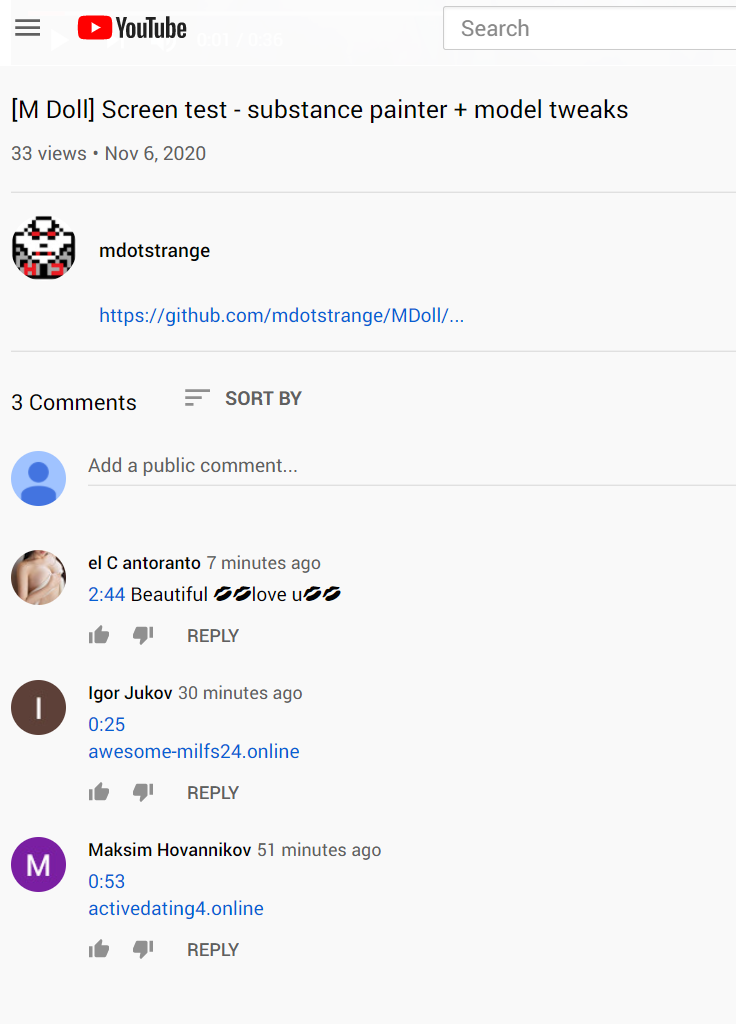 YouTube
0:01 / 0:36
Search
[M Doll] Screen test - substance painter + model tweaks
33 views • Nov 6, 2020
mdotstrange
https://github.com/mdotstrange/MDoll/...
3 Comments
SORT BY
Add a public comment...
el C antoranto 7 minutes ago
2:44 Beautiful 💋💋love u💋💋
REPLY
I
Igor Jukov 30 minutes ago
0:25
awesome-milfs24.online
REPLY
M
Maksim Hovannikov 51 minutes ago
0:53
activedating4.online
REPLY